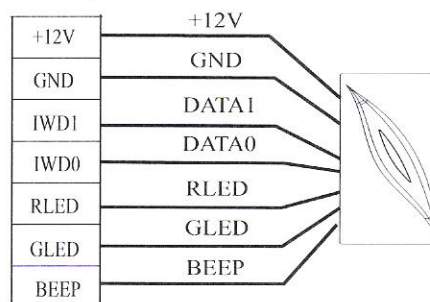 +12V +12V
GND GND
IWD1 DATA1
IWD0 DATA0
RLED RLED
GLED GLED
BEEP BEEP